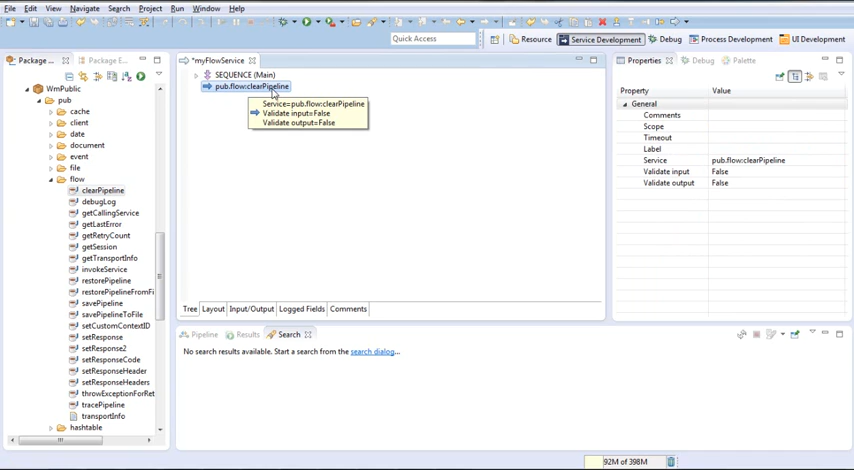 File Edit View Navigate Search Project Run Window Help
Quick Access
Resource Service Development Debug Process Development UI Development
Package ... Package E...
WmPublic
pub
cache
client
date
document
event
file
flow
clearPipeline
debugLog
getCallingService
getLastError
getRetryCount
getSession
getTransportInfo
invokeService
restorePipeline
restorePipelineFromFi
savePipeline
savePipelineToFile
setCustomContextID
setResponse
setResponse2
setResponseCode
setResponseHeader
setResponseHeaders
throwExceptionForRet
tracePipeline
transportInfo
hashtable
*myFlowService
SEQUENCE (Main)
pub.flow:clearPipeline
Service=pub.flow:clearPipeline
Validate input=False
Validate output=False
Tree Layout Input/Output Logged Fields Comments
Pipeline Results Search
No search results available. Start a search from the search dialog...
Properties Debug Palette
Property Value
General
Comments
Scope
Timeout
Label
Service pub.flow:clearPipeline
Validate input False
Validate output False
92M of 398M